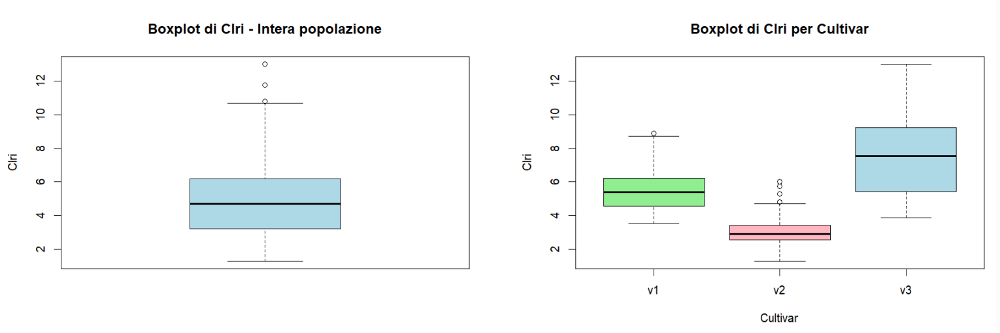 Boxplot di Clri - Intera popolazione
Clri
12
10
8
6
4
2
Boxplot di Clri per Cultivar
Clri
12
10
8
6
4
2
v1 v2 v3
Cultivar